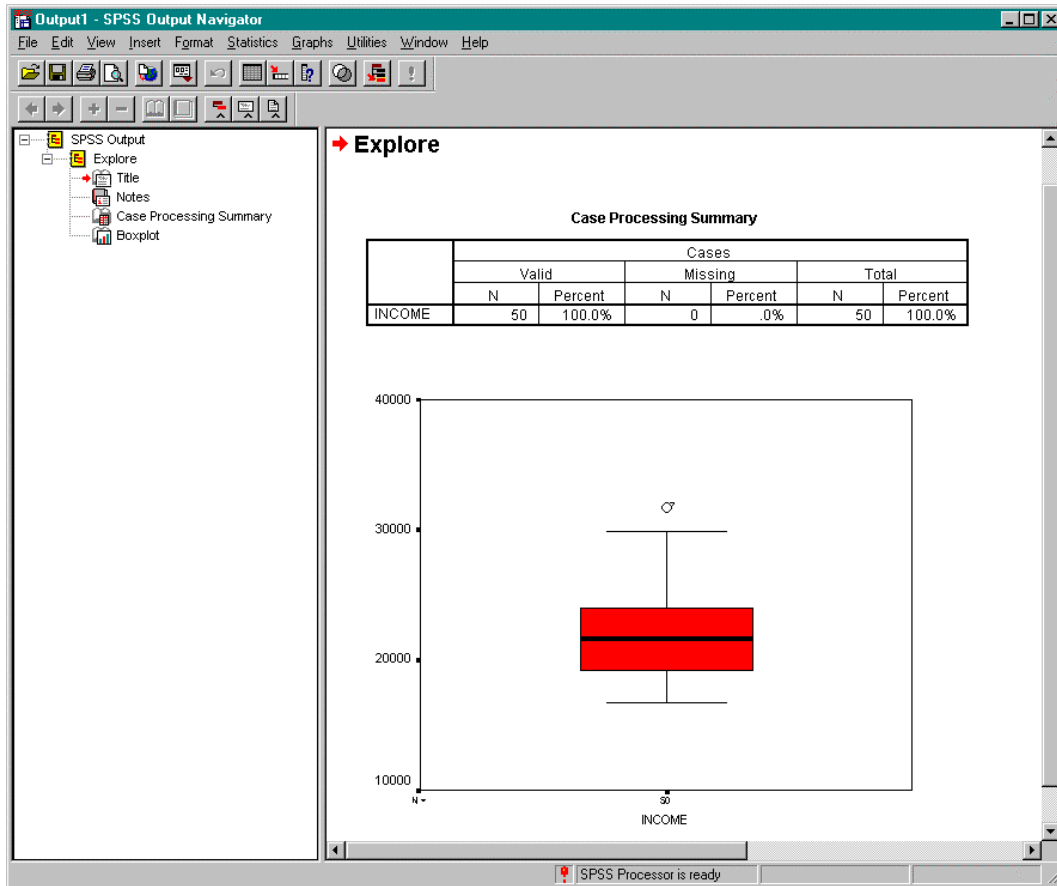 Output1 - SPSS Output Navigator
File Edit View Insert Format Statistics Graphs Utilities Window Help
SPSS Output
Explore
Title
Notes
Case Processing Summary
Boxplot
Explore
Case Processing Summary
Cases
Valid Missing Total
N Percent N Percent N Percent
INCOME 50 100.0% 0 .0% 50 100.0%
40000
30000
20000
10000
N = 50
INCOME
SPSS Processor is ready